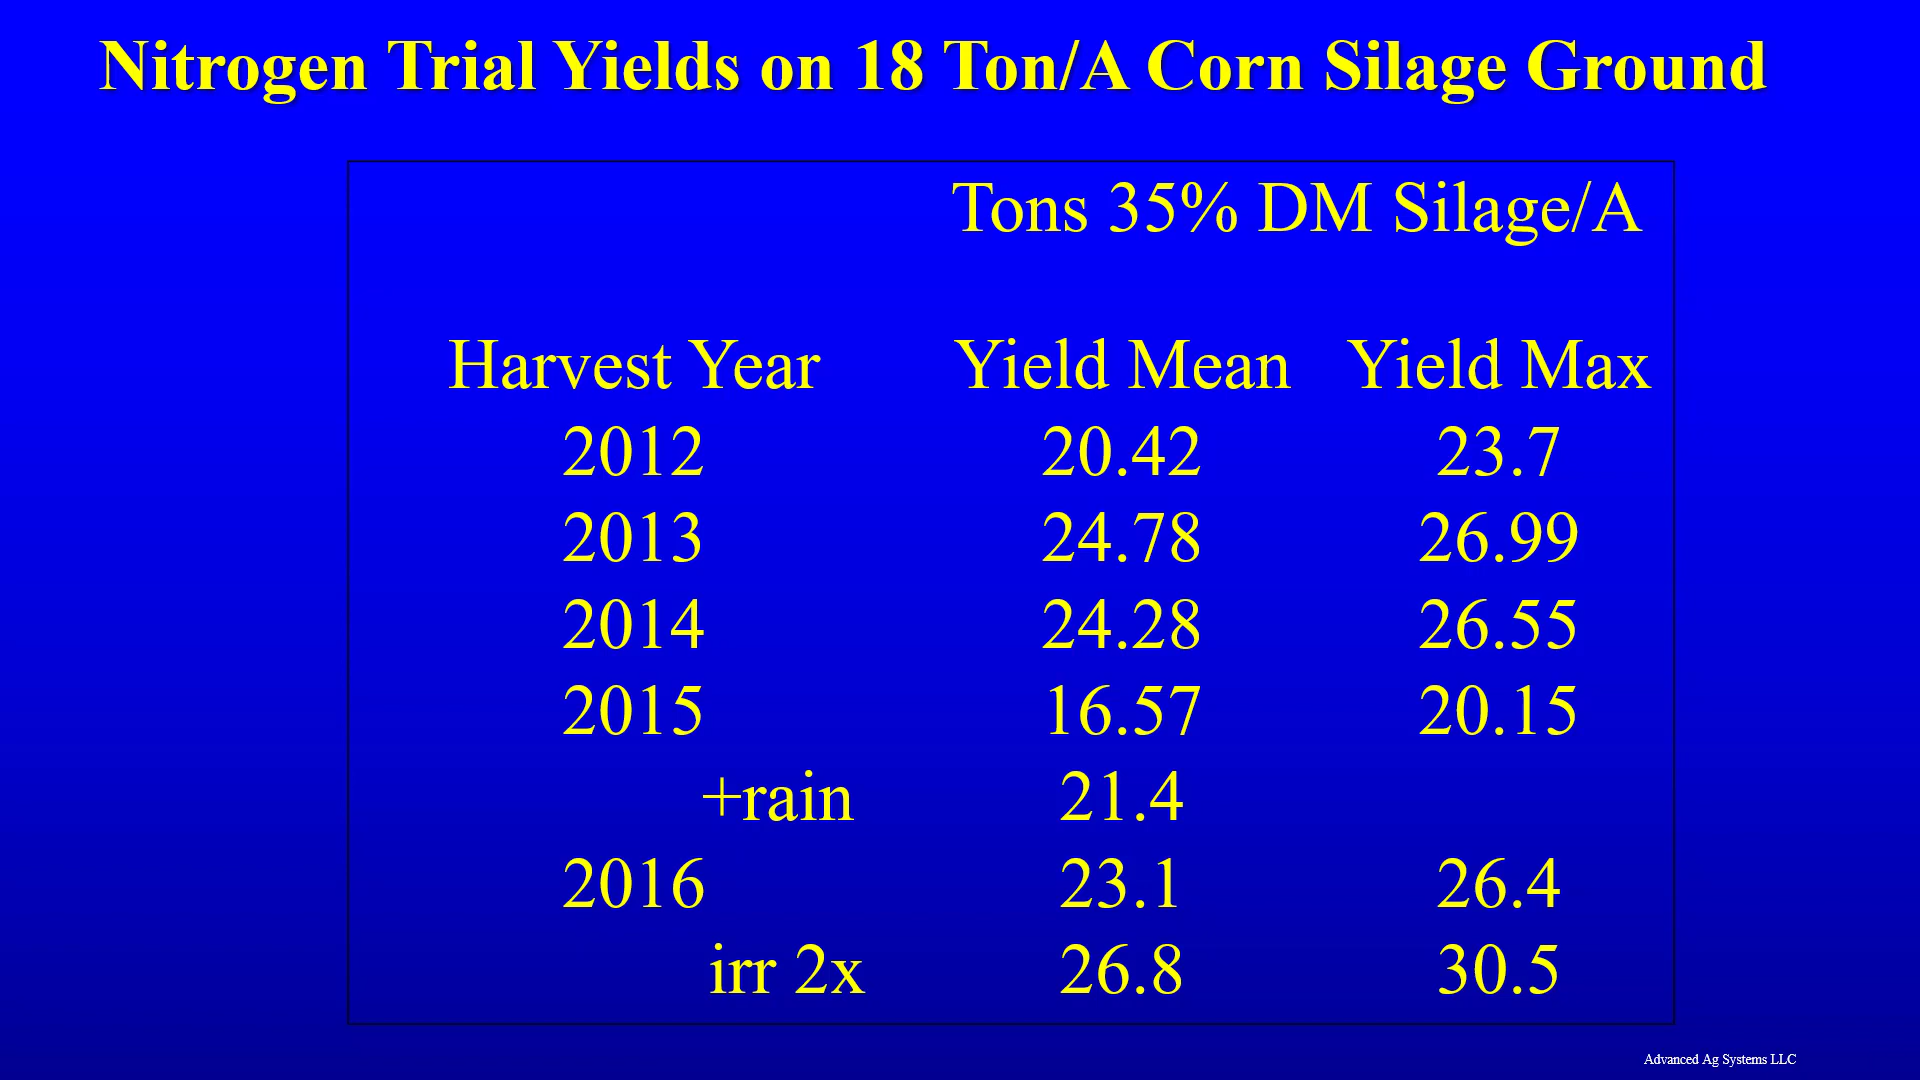 Nitrogen Trial Yields on 18 Ton/A Corn Silage Ground
Tons 35% DM Silage/A
Harvest Year Yield Mean Yield Max
2012 20.42 23.7
2013 24.78 26.99
2014 24.28 26.55
2015 16.57 20.15
+rain 21.4
2016 23.1 26.4
irr 2x 26.8 30.5
Advanced Ag Systems LLC